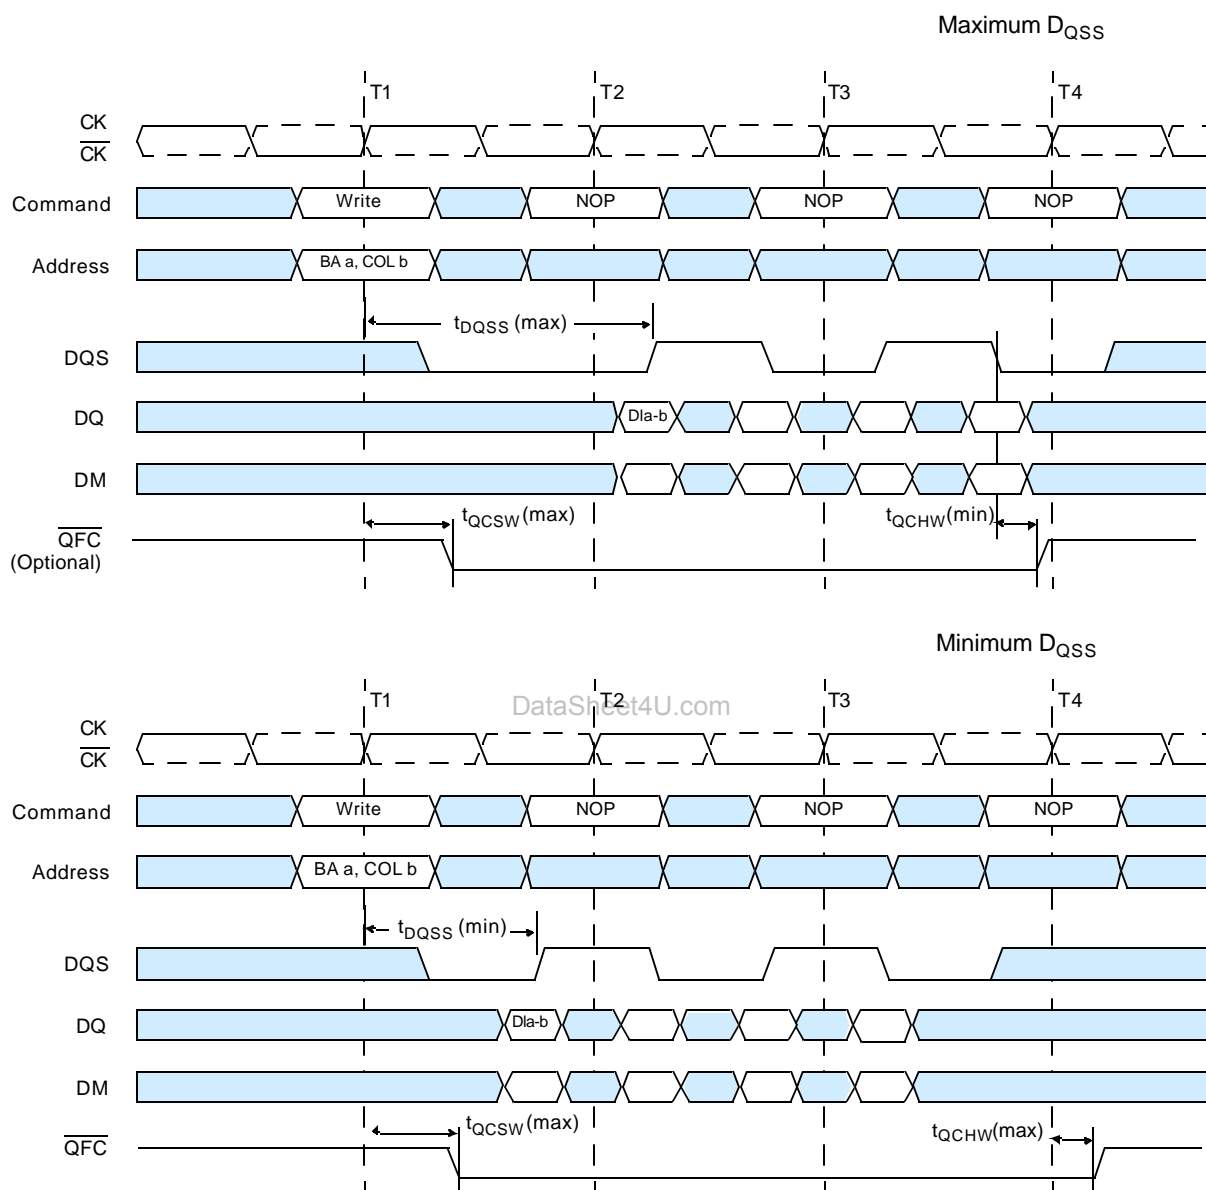 Maximum DQSS
T1 T2 T3 T4
CK
CK
Command Write NOP NOP NOP
Address BA a, COL b
tDQSS (max)
DQS
DQ DIa-b
DM
tQCSW(max) tQCHW(min)
QFC
(Optional)
Minimum DQSS
T1 T2 T3 T4
DataSheet4U.com
CK
CK
Command Write NOP NOP NOP
Address BA a, COL b
tDQSS (min)
DQS
DQ DIa-b
DM
tQCSW(max) tQCHW(max)
QFC